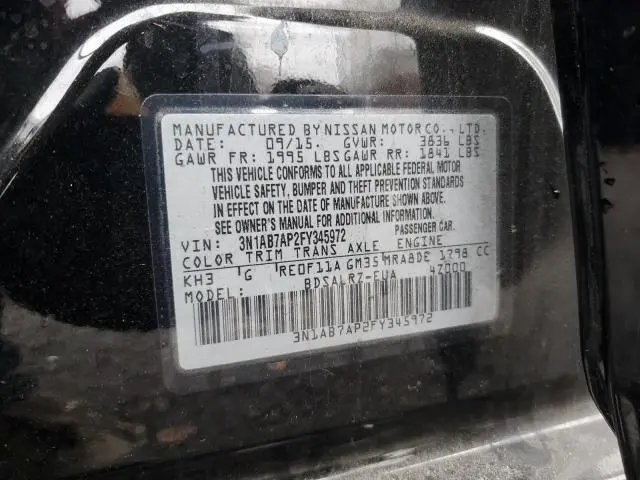 MANUFACTURED BY NISSAN MOTOR CO., LTD.
DATE: 09/15. GVWR: 3836 LBS
GAWR FR: 1995 LBS GAWR RR: 1841 LBS
THIS VEHICLE CONFORMS TO ALL APPLICABLE FEDERAL MOTOR
VEHICLE SAFETY, BUMPER AND THEFT PREVENTION STANDARDS
IN EFFECT ON THE DATE OF MANUFACTURE SHOWN ABOVE.
SEE OWNER'S MANUAL FOR ADDITIONAL INFORMATION.
VIN: 3N1AB7AP2FY345972 PASSENGER CAR.
COLOR TRIM TRANS AXLE ENGINE
KH3 G RE0F11A GM35 MRA8DE 1798 CC
MODEL: BDSALRZ-EUA 4Z000
3N1AB7AP2FY345972